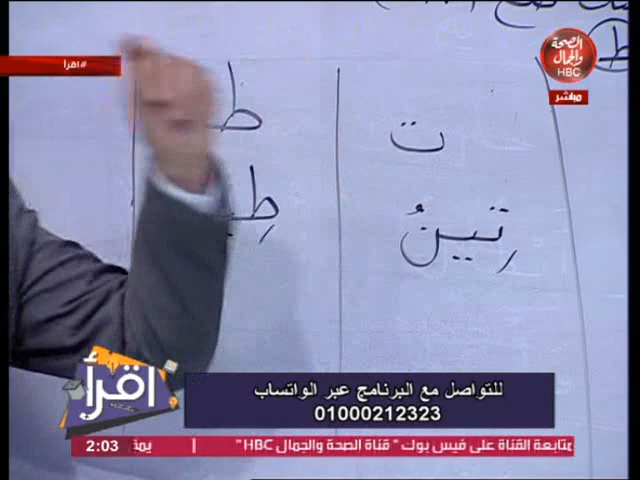 الصحة
والجمال
HBC
مباشر
#اقرأ
ط
ت
ط
تِينُ
اقرأ
للتواصل مع البرنامج عبر الواتساب
01000212323
متابعة القناة على فيس بوك " قناة الصحة والجمال HBC"
2:03